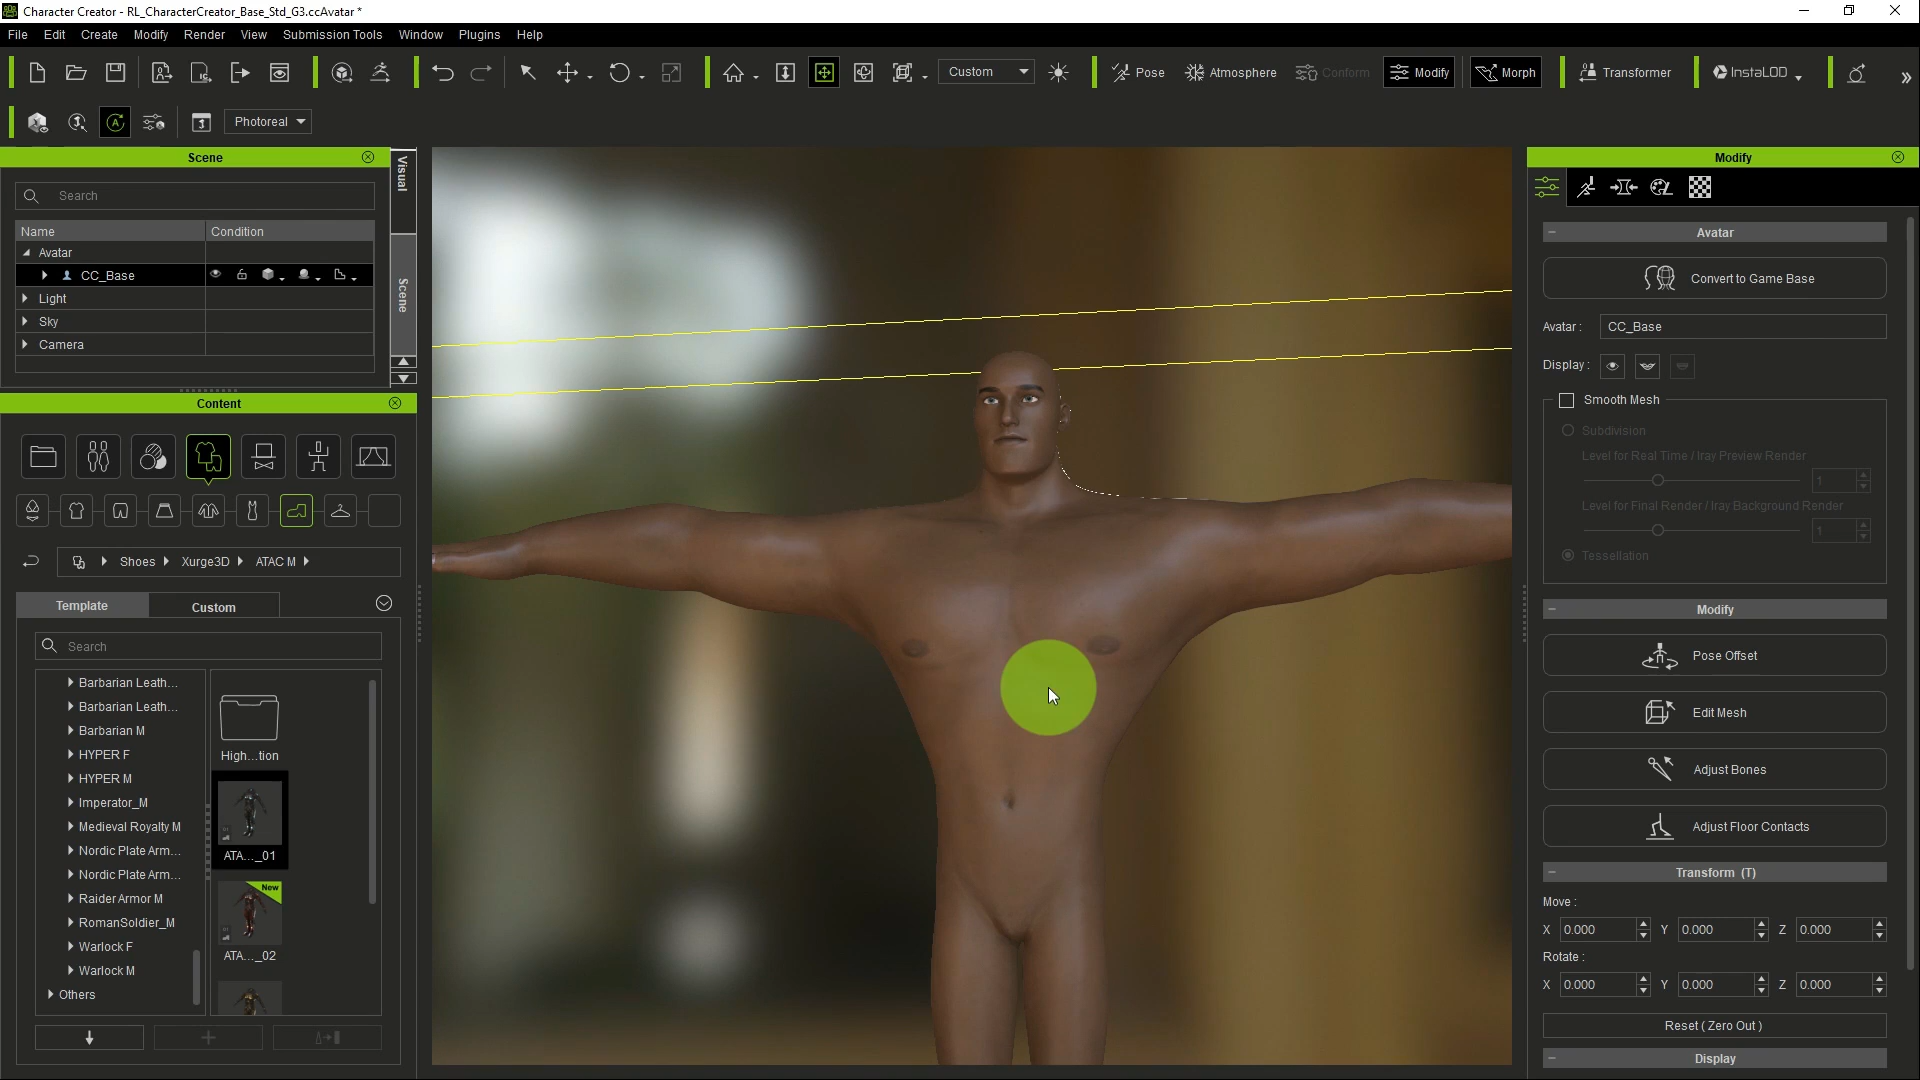 Character Creator - RL_CharacterCreator_Base_Std_G3.ccAvatar *
File Edit Create Modify Render View Submission Tools Window Plugins Help
Custom Pose Atmosphere Conform Modify Morph Transformer InstaLOD
Photoreal
Scene
Search
Name Condition
Avatar
CC_Base
Light
Sky
Camera
Visual
Scene
Content
Shoes Xurge3D ATAC M
Template Custom
Search
Barbarian Leath...
Barbarian Leath...
Barbarian M
HYPER F
HYPER M
Imperator_M
Medieval Royalty M
Nordic Plate Arm...
Nordic Plate Arm...
Raider Armor M
RomanSoldier_M
Warlock F
Warlock M
Others
High...tion
ATA..._01
New
ATA..._02
Modify
Avatar
Convert to Game Base
Avatar : CC_Base
Display :
Smooth Mesh
Subdivision
Level for Real Time / Iray Preview Render
1
Level for Final Render / Iray Background Render
1
Tessellation
Modify
Pose Offset
Edit Mesh
Adjust Bones
Adjust Floor Contacts
Transform (T)
Move :
X 0.000 Y 0.000 Z 0.000
Rotate :
X 0.000 Y 0.000 Z 0.000
Reset ( Zero Out )
Display